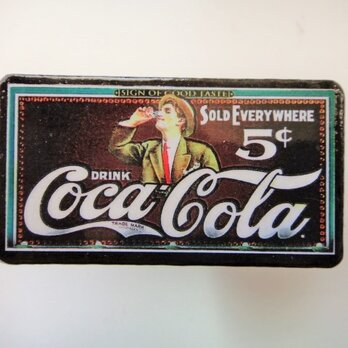 SIGN OF GOOD TASTE
SOLD EVERYWHERE
5¢
DRINK
Coca-Cola
TRADE MARK